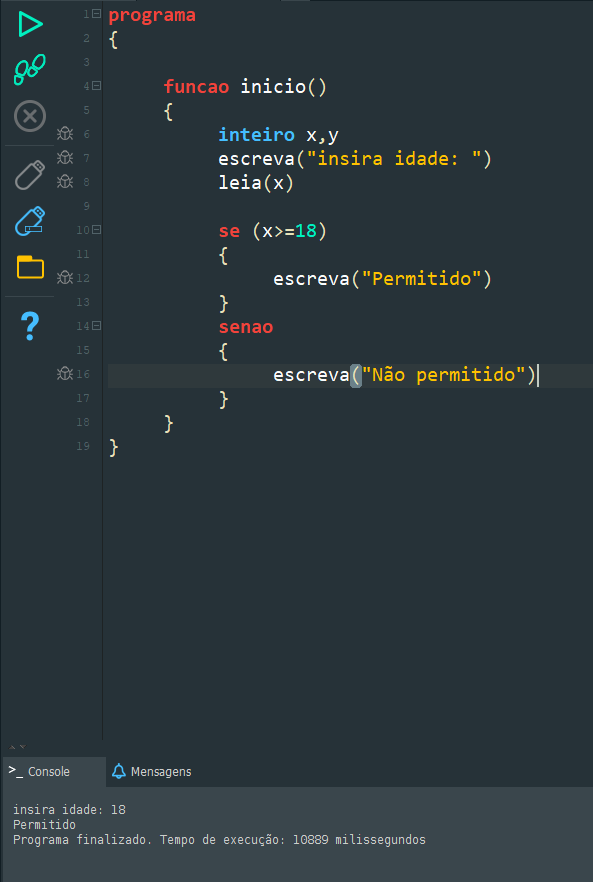 1 programa
2 {
3
4 funcao inicio()
5 {
6 inteiro x,y
7 escreva("insira idade: ")
8 leia(x)
9
10 se (x>=18)
11 {
12 escreva("Permitido")
13 }
14 senao
15 {
16 escreva("Não permitido")
17 }
18 }
19 }
>_ Console Mensagens
insira idade: 18
Permitido
Programa finalizado. Tempo de execução: 10889 milissegundos